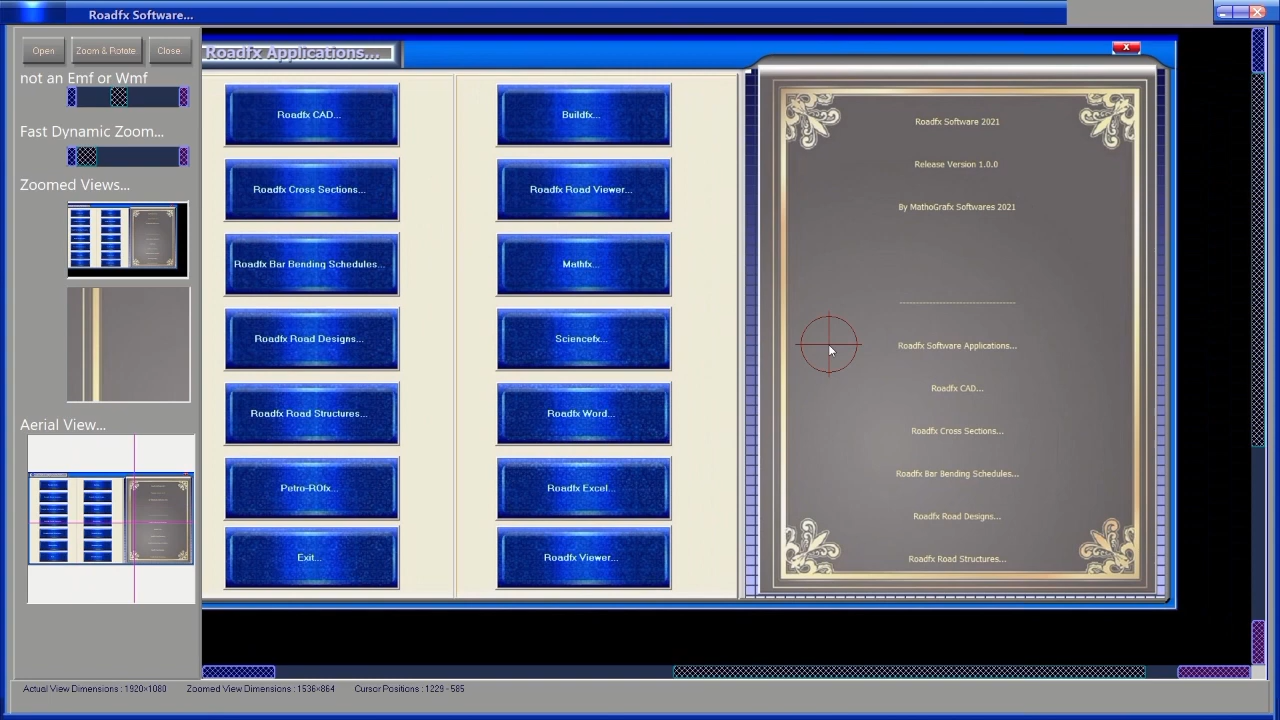 Roadfx Software...
Open
Zoom & Rotate
Close
not an Emf or Wmf
Fast Dynamic Zoom...
Zoomed Views...
Aerial View...
Roadfx Applications...
X
Roadfx CAD...
Buildfx...
Roadfx Cross Sections...
Roadfx Road Viewer...
Roadfx Bar Bending Schedules...
Mathfx...
Roadfx Road Designs...
Sciencefx...
Roadfx Road Structures...
Roadfx Word...
Petro-ROfx...
Roadfx Excel...
Exit...
Roadfx Viewer...
Roadfx Software 2021
Release Version 1.0.0
By MathoGrafx Softwares 2021
------------------------------------
Roadfx Software Applications...
Roadfx CAD...
Roadfx Cross Sections...
Roadfx Bar Bending Schedules...
Roadfx Road Designs...
Roadfx Road Structures...
Actual View Dimensions : 1920×1080
Zoomed View Dimensions : 1536×864
Cursor Positions : 1229 - 585